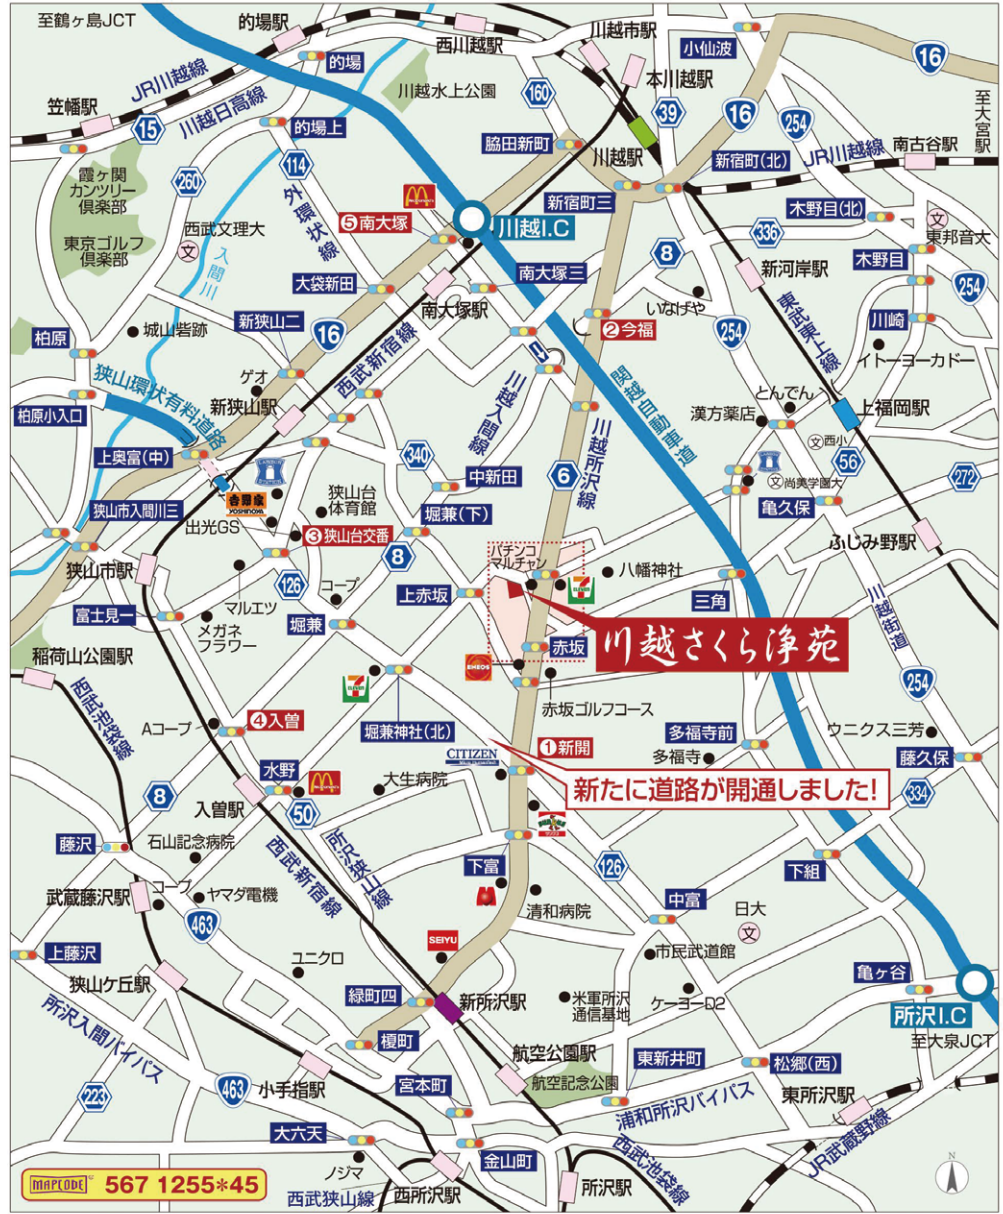 至鶴ヶ島JCT
的場駅
西川越駅
川越市駅
小仙波
16
的場
本川越駅
JR川越線
川越水上公園
160
笠幡駅
川越日高線
39
16
254
至大宮駅
15
的場上
脇田新町
川越駅
新宿町(北)
JR川越線
南古谷駅
114
霞ヶ関
カンツリー
倶楽部
260
外環状線
McDonald's
新宿町三
木野目(北)
文
西武文理大
⑤南大塚
川越I.C
336
東邦音大
東京ゴルフ
倶楽部
文
入間川
8
新河岸駅
木野目
大袋新田
南大塚三
254
南大塚駅
いなげや
城山砦跡
新狭山二
16
②今福
254
東武東上線
川崎
柏原
西武新宿線
イトーヨーカドー
狭山環状有料道路
ゲオ
川越入間線
関越自動車道
とんでん
新狭山駅
漢方薬店
上福岡駅
柏原小入口
川越所沢線
文西小
上奥富(中)
340
6
56
LAWSON
中新田
文尚美学園大
272
吉野家
YOSHINOYA
狭山台
体育館
亀久保
狭山市入間川三
出光GS
堀兼(下)
③狭山台交番
ふじみ野駅
8
パチンコ
マルチャン
八幡神社
狭山市駅
126
コープ
上赤坂
7 ELEVEN
三角
マルエツ
富士見一
メガネ
フラワー
堀兼
川越街道
赤坂
川越さくら浄苑
稲荷山公園駅
ENEOS
西武池袋線
7 ELEVEN
254
赤坂ゴルフコース
Aコープ
④入曽
堀兼神社(北)
多福寺前
ウニクス三芳
①新開
CITIZEN
多福寺
藤久保
水野
McDonald's
大生病院
新たに道路が開通しました!
8
入曽駅
50
334
石山記念病院
所沢狭山線
藤沢
西武新宿線
下富
126
下組
コープ
武蔵藤沢駅
ヤマダ電機
清和病院
中富
日大
463
文
SEIYU
上藤沢
市民武道館
ユニクロ
亀ヶ谷
狭山ケ丘駅
緑町四
新所沢駅
米軍所沢
通信基地
ケーヨーD2
所沢I.C
所沢入間バイパス
榎町
至大泉JCT
航空公園駅
東新井町
小手指駅
松郷(西)
463
航空記念公園
223
宮本町
東所沢駅
浦和所沢バイパス
大六天
JR武蔵野線
金山町
西武池袋線
ノジマ
N
MAPCODE 567 1255*45
西武狭山線
西所沢駅
所沢駅